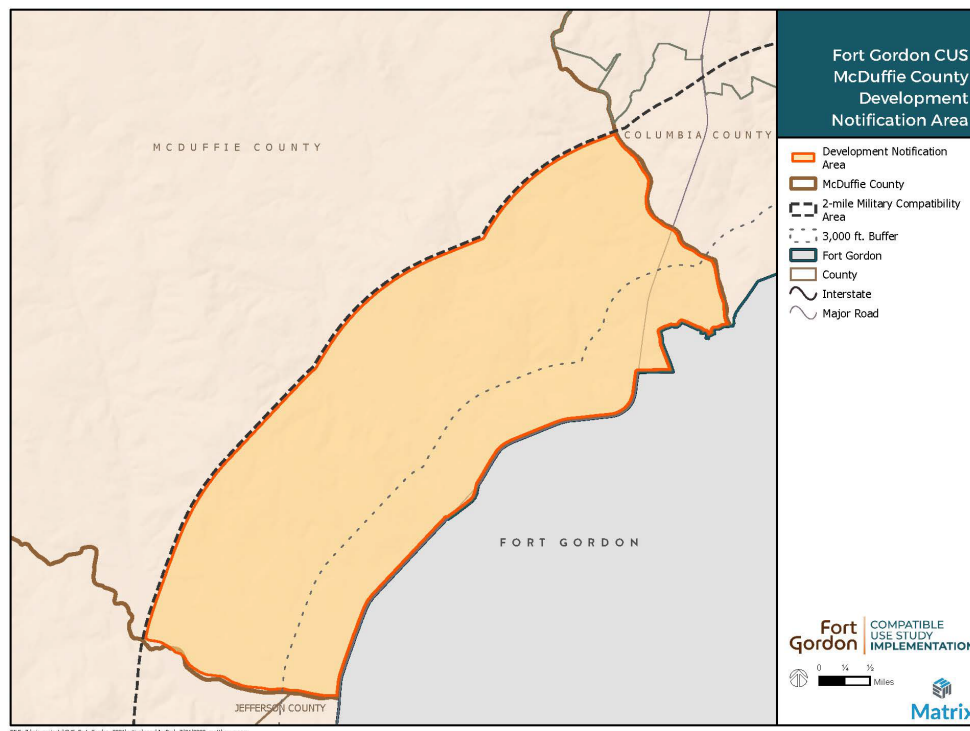 Fort Gordon CUS
McDuffie County
Development
Notification Area
Development Notification
Area
McDuffie County
2-mile Military Compatibility
Area
3,000 ft. Buffer
Fort Gordon
County
Interstate
Major Road
MCDUFFIE COUNTY
COLUMBIA COUNTY
FORT GORDON
JEFFERSON COUNTY
Fort
Gordon
COMPATIBLE
USE STUDY
IMPLEMENTATION
0 ¼ ½
Miles
Matrix